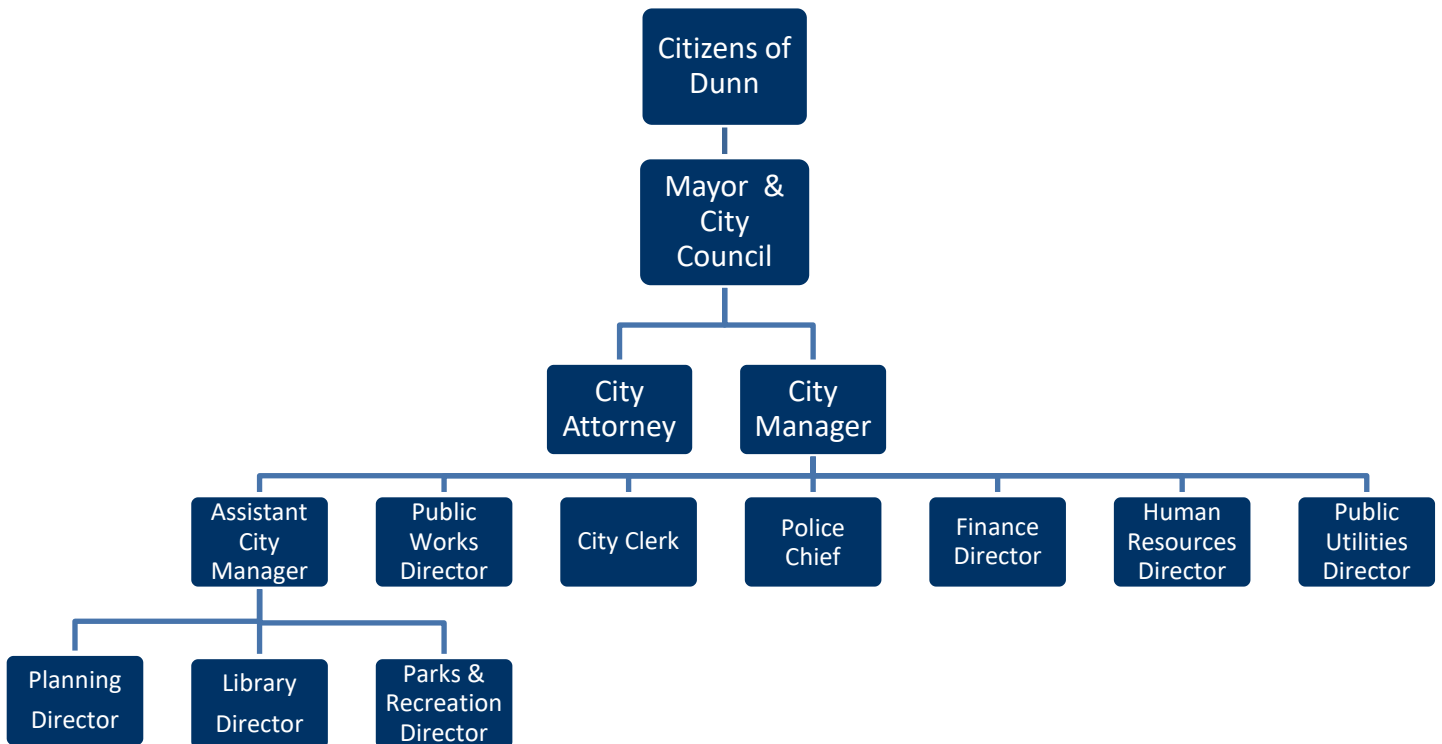 Citizens of
Dunn
Mayor & 
City
Council
City
Attorney
City
Manager
Assistant
City
Manager
Public
Works
Director
City Clerk
Police
Chief
Finance
Director
Human
Resources
Director
Public
Utilities
Director
Planning
Director
Library
Director
Parks &
Recreation
Director